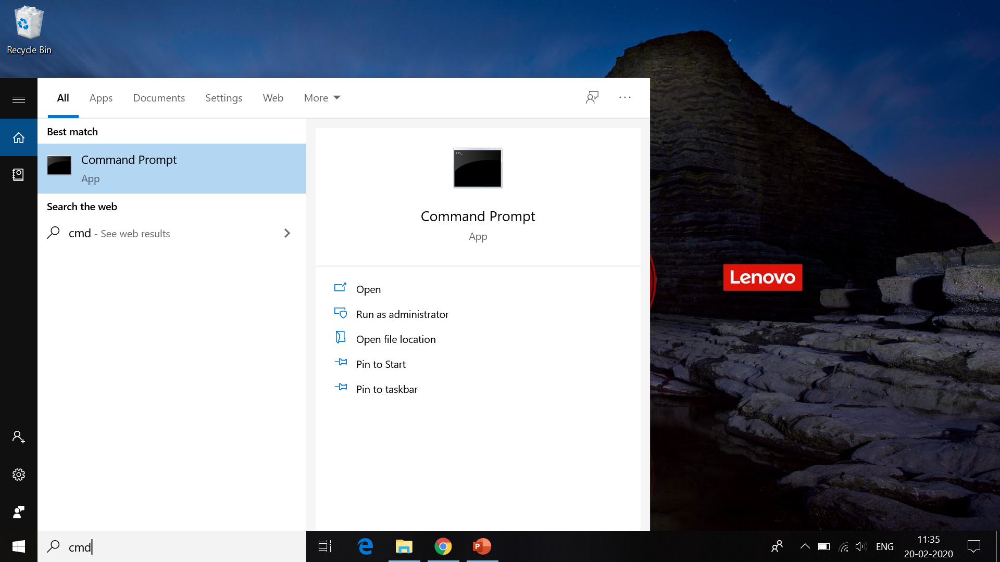 Recycle Bin
All Apps Documents Settings Web More
Best match
Command Prompt
App
Search the web
cmd - See web results
Command Prompt
App
Open
Run as administrator
Open file location
Pin to Start
Pin to taskbar
Lenovo
cmd
ENG
11:35
20-02-2020